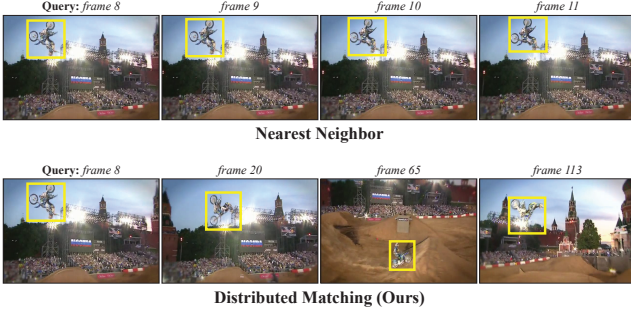 Query: frame 8 frame 9 frame 10 frame 11
Nearest Neighbor
Query: frame 8 frame 20 frame 65 frame 113
Distributed Matching (Ours)